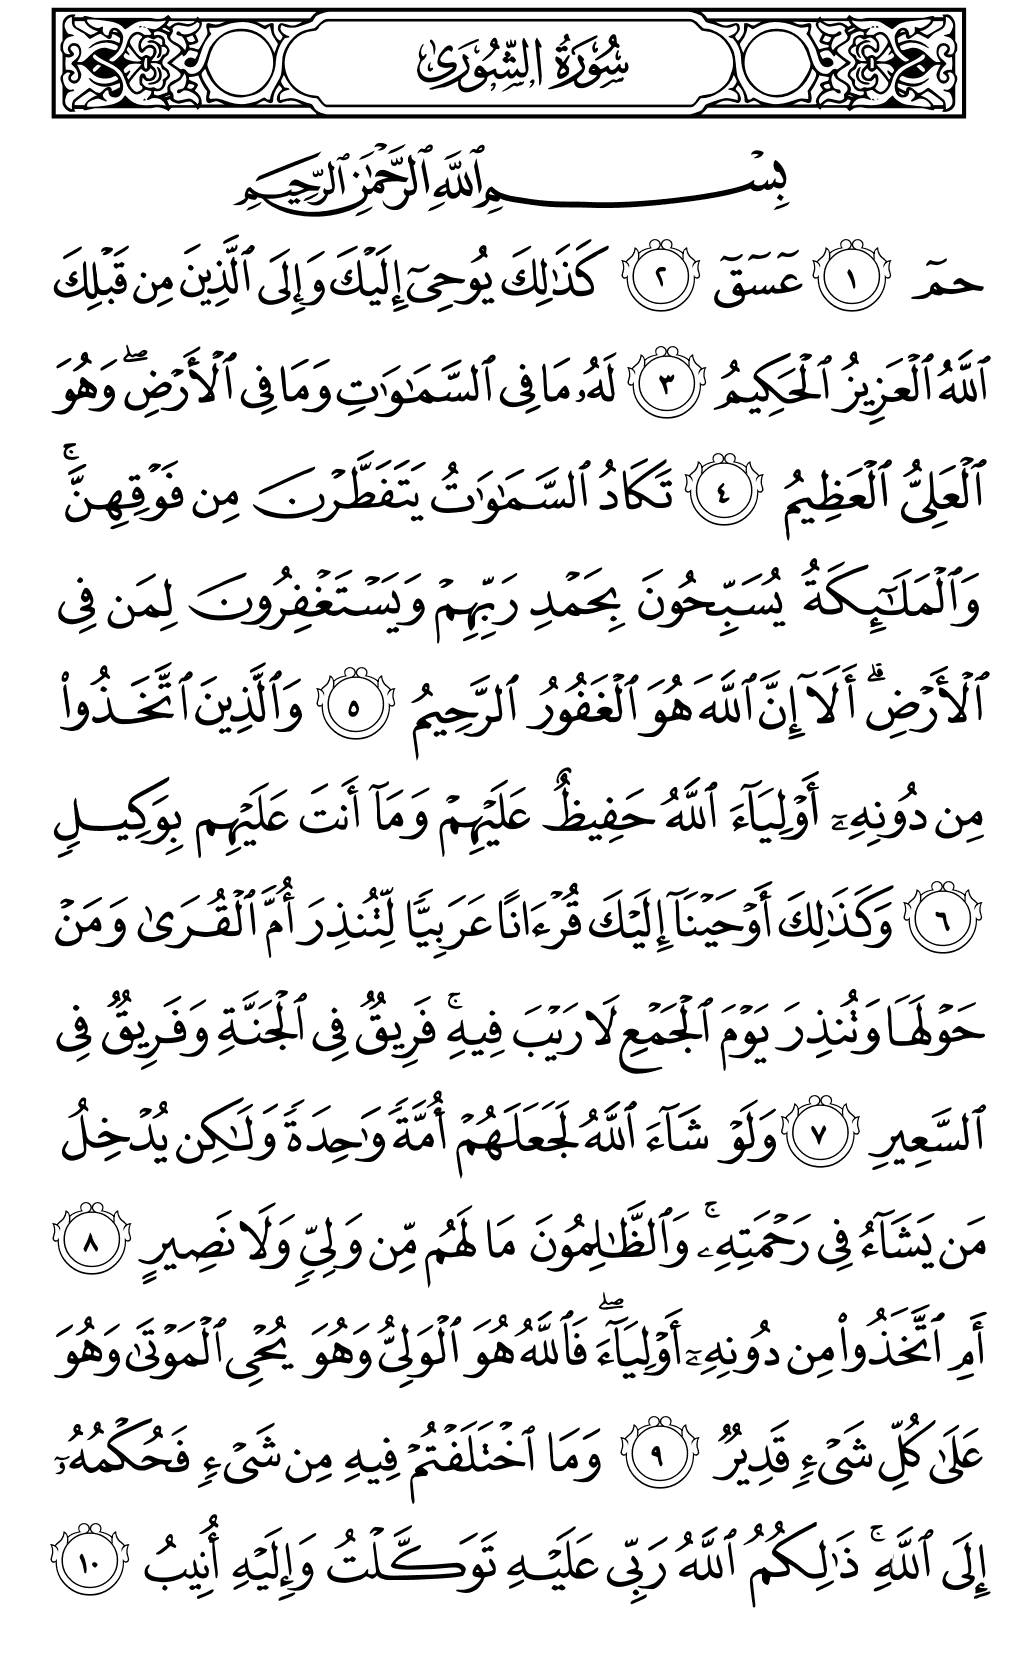 سُورَةُ الشُّورَىٰ
بِسْمِ ٱللَّهِ ٱلرَّحْمَـٰنِ ٱلرَّحِيمِ
حمٓ ١ عٓسٓقٓ ٢ كَذَٰلِكَ يُوحِىٓ إِلَيْكَ وَإِلَى ٱلَّذِينَ مِن قَبْلِكَ
ٱللَّهُ ٱلْعَزِيزُ ٱلْحَكِيمُ ٣ لَهُۥ مَا فِى ٱلسَّمَـٰوَٰتِ وَمَا فِى ٱلْأَرْضِ ۖ وَهُوَ
ٱلْعَلِىُّ ٱلْعَظِيمُ ٤ تَكَادُ ٱلسَّمَـٰوَٰتُ يَتَفَطَّرْنَ مِن فَوْقِهِنَّ ۚ
وَٱلْمَلَـٰٓئِكَةُ يُسَبِّحُونَ بِحَمْدِ رَبِّهِمْ وَيَسْتَغْفِرُونَ لِمَن فِى
ٱلْأَرْضِ ۗ أَلَآ إِنَّ ٱللَّهَ هُوَ ٱلْغَفُورُ ٱلرَّحِيمُ ٥ وَٱلَّذِينَ ٱتَّخَذُوا۟
مِن دُونِهِۦٓ أَوْلِيَآءَ ٱللَّهُ حَفِيظٌ عَلَيْهِمْ وَمَآ أَنتَ عَلَيْهِم بِوَكِيلٍ
٦ وَكَذَٰلِكَ أَوْحَيْنَآ إِلَيْكَ قُرْءَانًا عَرَبِيًّا لِّتُنذِرَ أُمَّ ٱلْقُرَىٰ وَمَنْ
حَوْلَهَا وَتُنذِرَ يَوْمَ ٱلْجَمْعِ لَا رَيْبَ فِيهِ ۚ فَرِيقٌ فِى ٱلْجَنَّةِ وَفَرِيقٌ فِى
ٱلسَّعِيرِ ٧ وَلَوْ شَآءَ ٱللَّهُ لَجَعَلَهُمْ أُمَّةً وَٰحِدَةً وَلَـٰكِن يُدْخِلُ
مَن يَشَآءُ فِى رَحْمَتِهِۦ ۚ وَٱلظَّـٰلِمُونَ مَا لَهُم مِّن وَلِىٍّ وَلَا نَصِيرٍ ٨
أَمِ ٱتَّخَذُوا۟ مِن دُونِهِۦٓ أَوْلِيَآءَ ۖ فَٱللَّهُ هُوَ ٱلْوَلِىُّ وَهُوَ يُحْىِ ٱلْمَوْتَىٰ وَهُوَ
عَلَىٰ كُلِّ شَىْءٍ قَدِيرٌ ٩ وَمَا ٱخْتَلَفْتُمْ فِيهِ مِن شَىْءٍ فَحُكْمُهُۥٓ
إِلَى ٱللَّهِ ۚ ذَٰلِكُمُ ٱللَّهُ رَبِّى عَلَيْهِ تَوَكَّلْتُ وَإِلَيْهِ أُنِيبُ ١٠